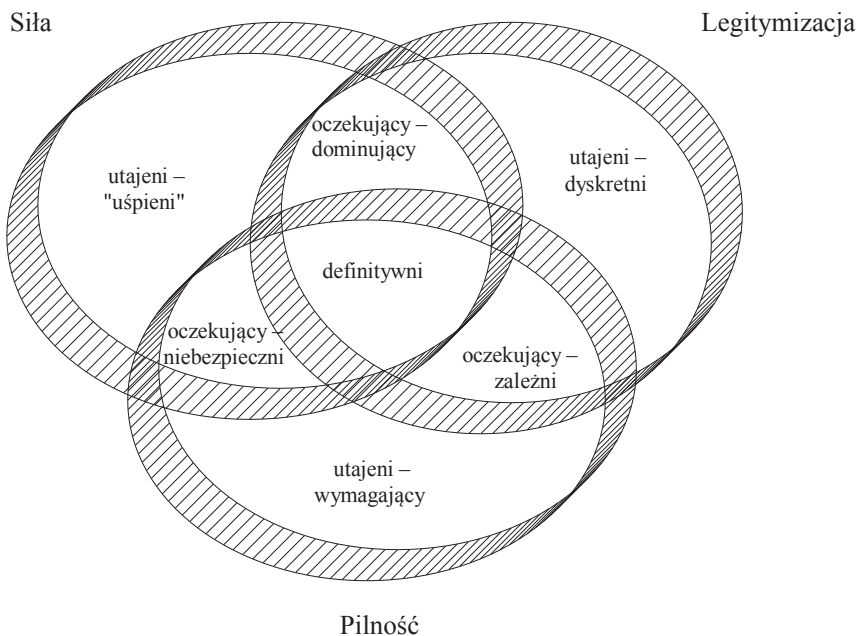 Siła
Legitymizacja
oczekujący –
dominujący
utajeni –
"uśpieni"
utajeni –
dyskretni
definitywni
oczekujący –
niebezpieczni
oczekujący –
zależni
utajeni –
wymagający
Pilność